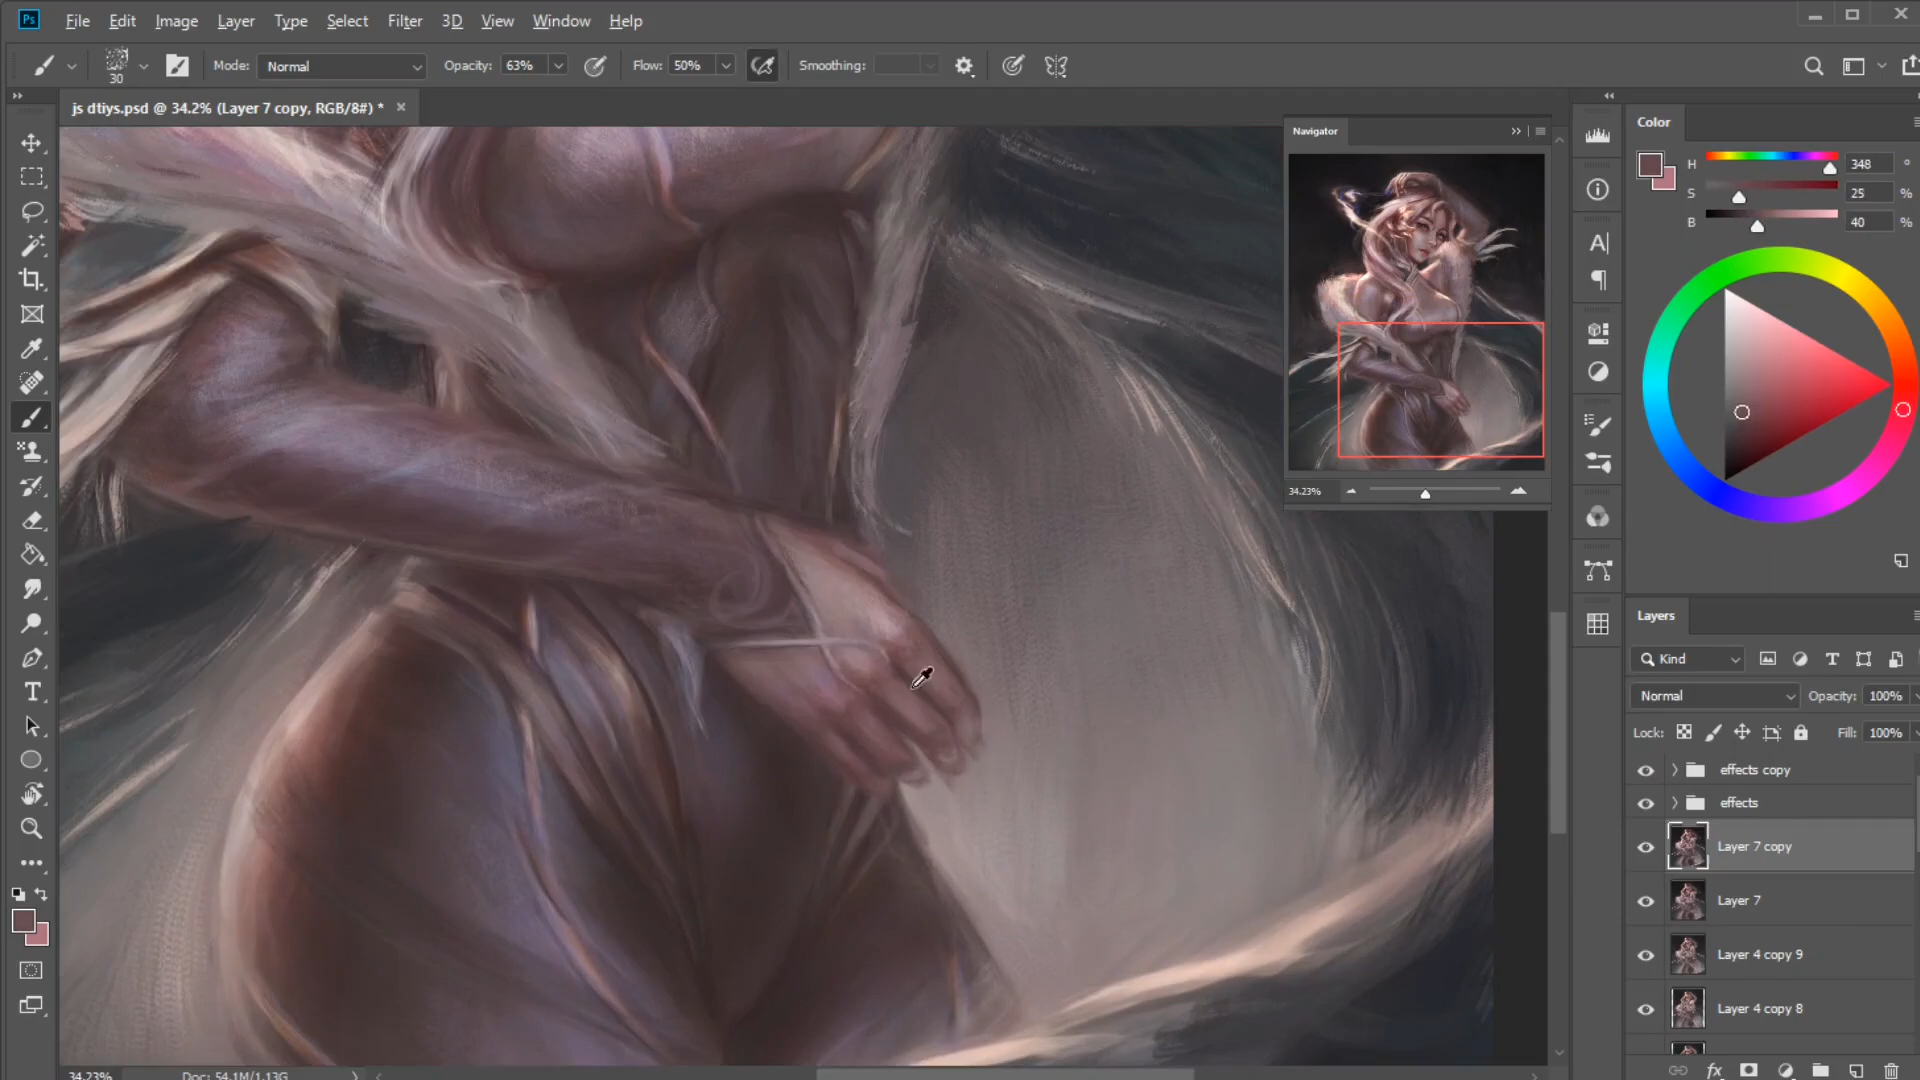 Ps File Edit Image Layer Type Select Filter 3D View Window Help
30 Mode: Normal Opacity: 63% Flow: 50% Smoothing:
js dtiys.psd @ 34.2% (Layer 7 copy, RGB/8#) *
Navigator
34.23%
Color
H 348 °
S 25 %
B 40 %
Layers
Kind
Normal Opacity: 100%
Lock: Fill: 100%
effects copy
effects
Layer 7 copy
Layer 7
Layer 4 copy 9
Layer 4 copy 8
fx
34.23% Doc: 54.1M/1.13G